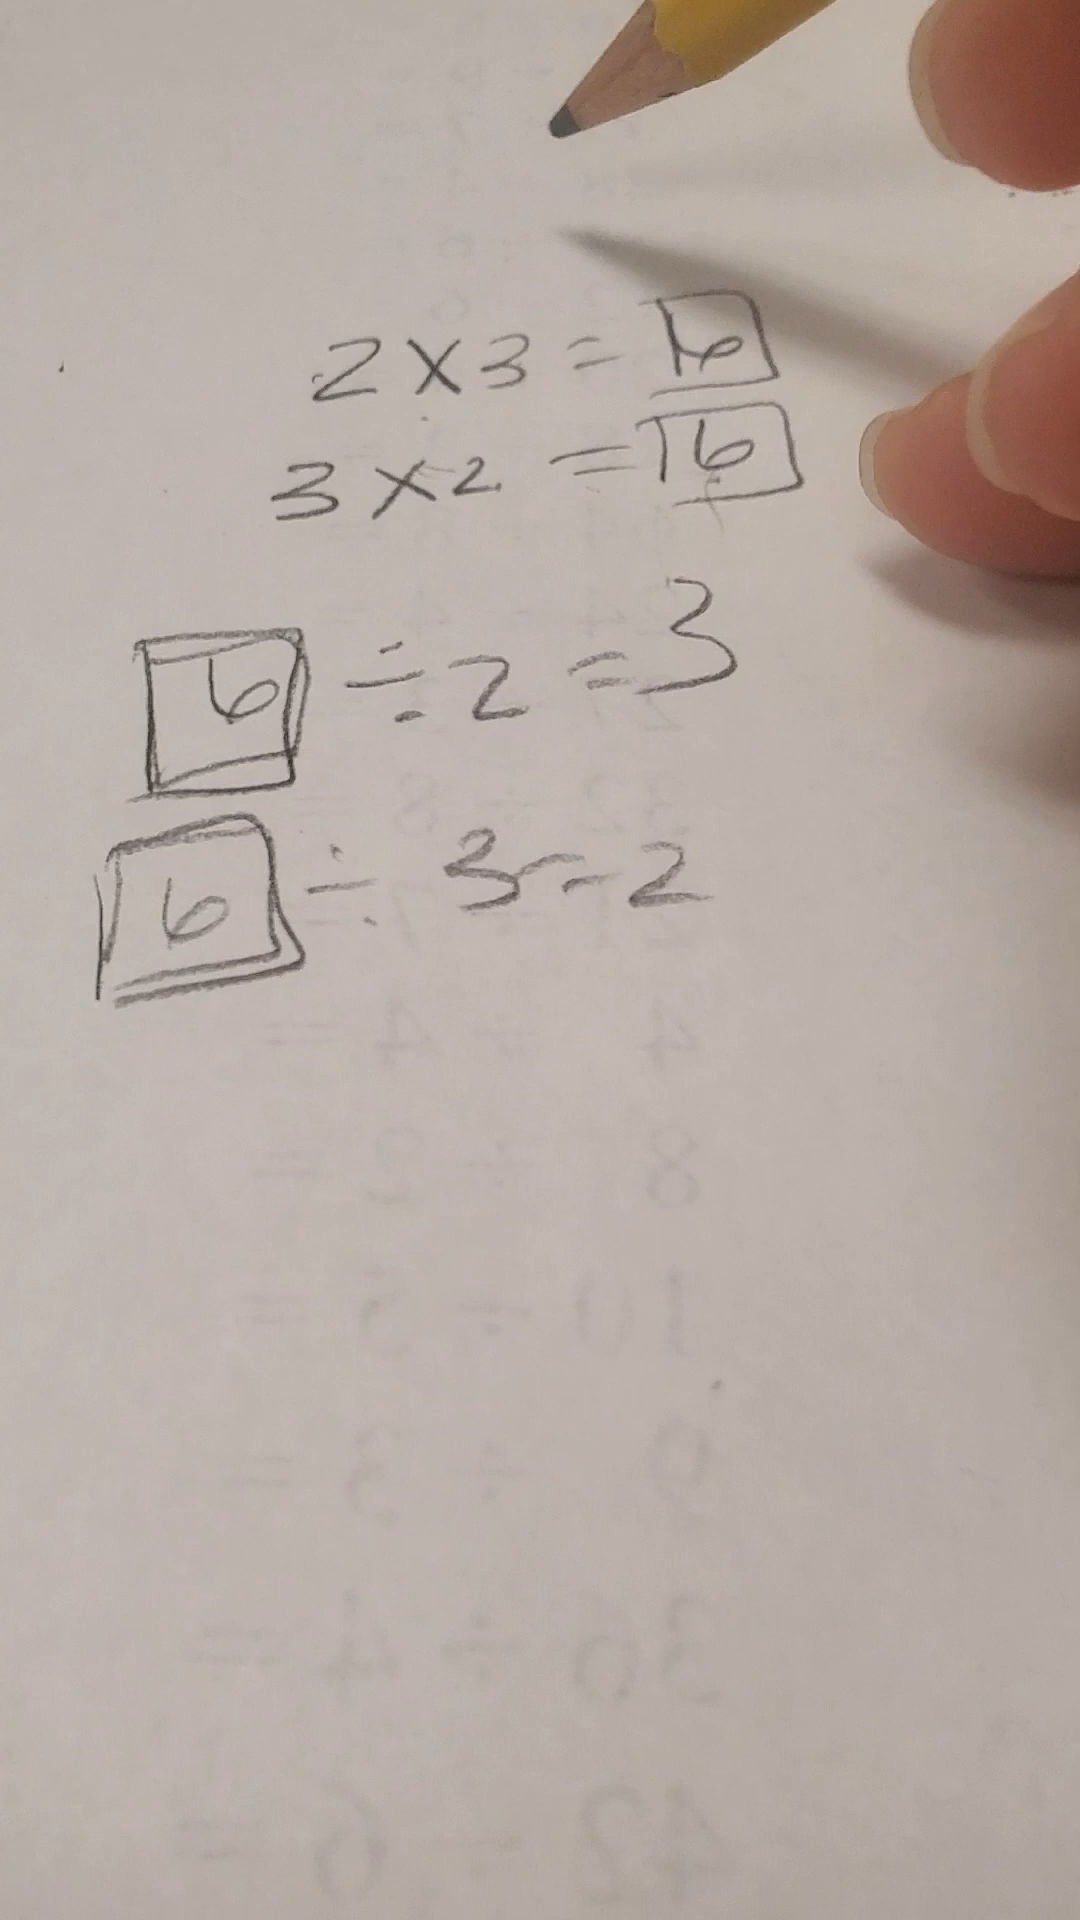 2 x 3 = 6
3 x 2 = 6
6 ÷ 2 = 3
6 ÷ 3 = 2